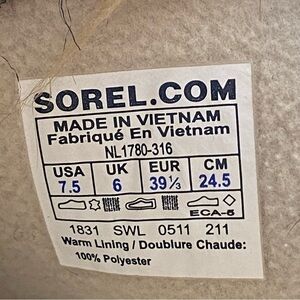 SOREL.COM
MADE IN VIETNAM
Fabriqué En Vietnam
NL1780-316
USA UK EUR CM
7.5 6 39⅓ 24.5
ECA-5
1831 SWL 0511 211
Warm Lining / Doublure Chaude:
100% Polyester